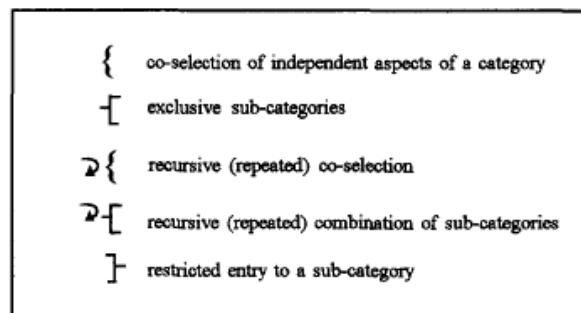 co-selection of independent aspects of a category
exclusive sub-categories
recursive (repeated) co-selection
recursive (repeated) combination of sub-categories
restricted entry to a sub-category